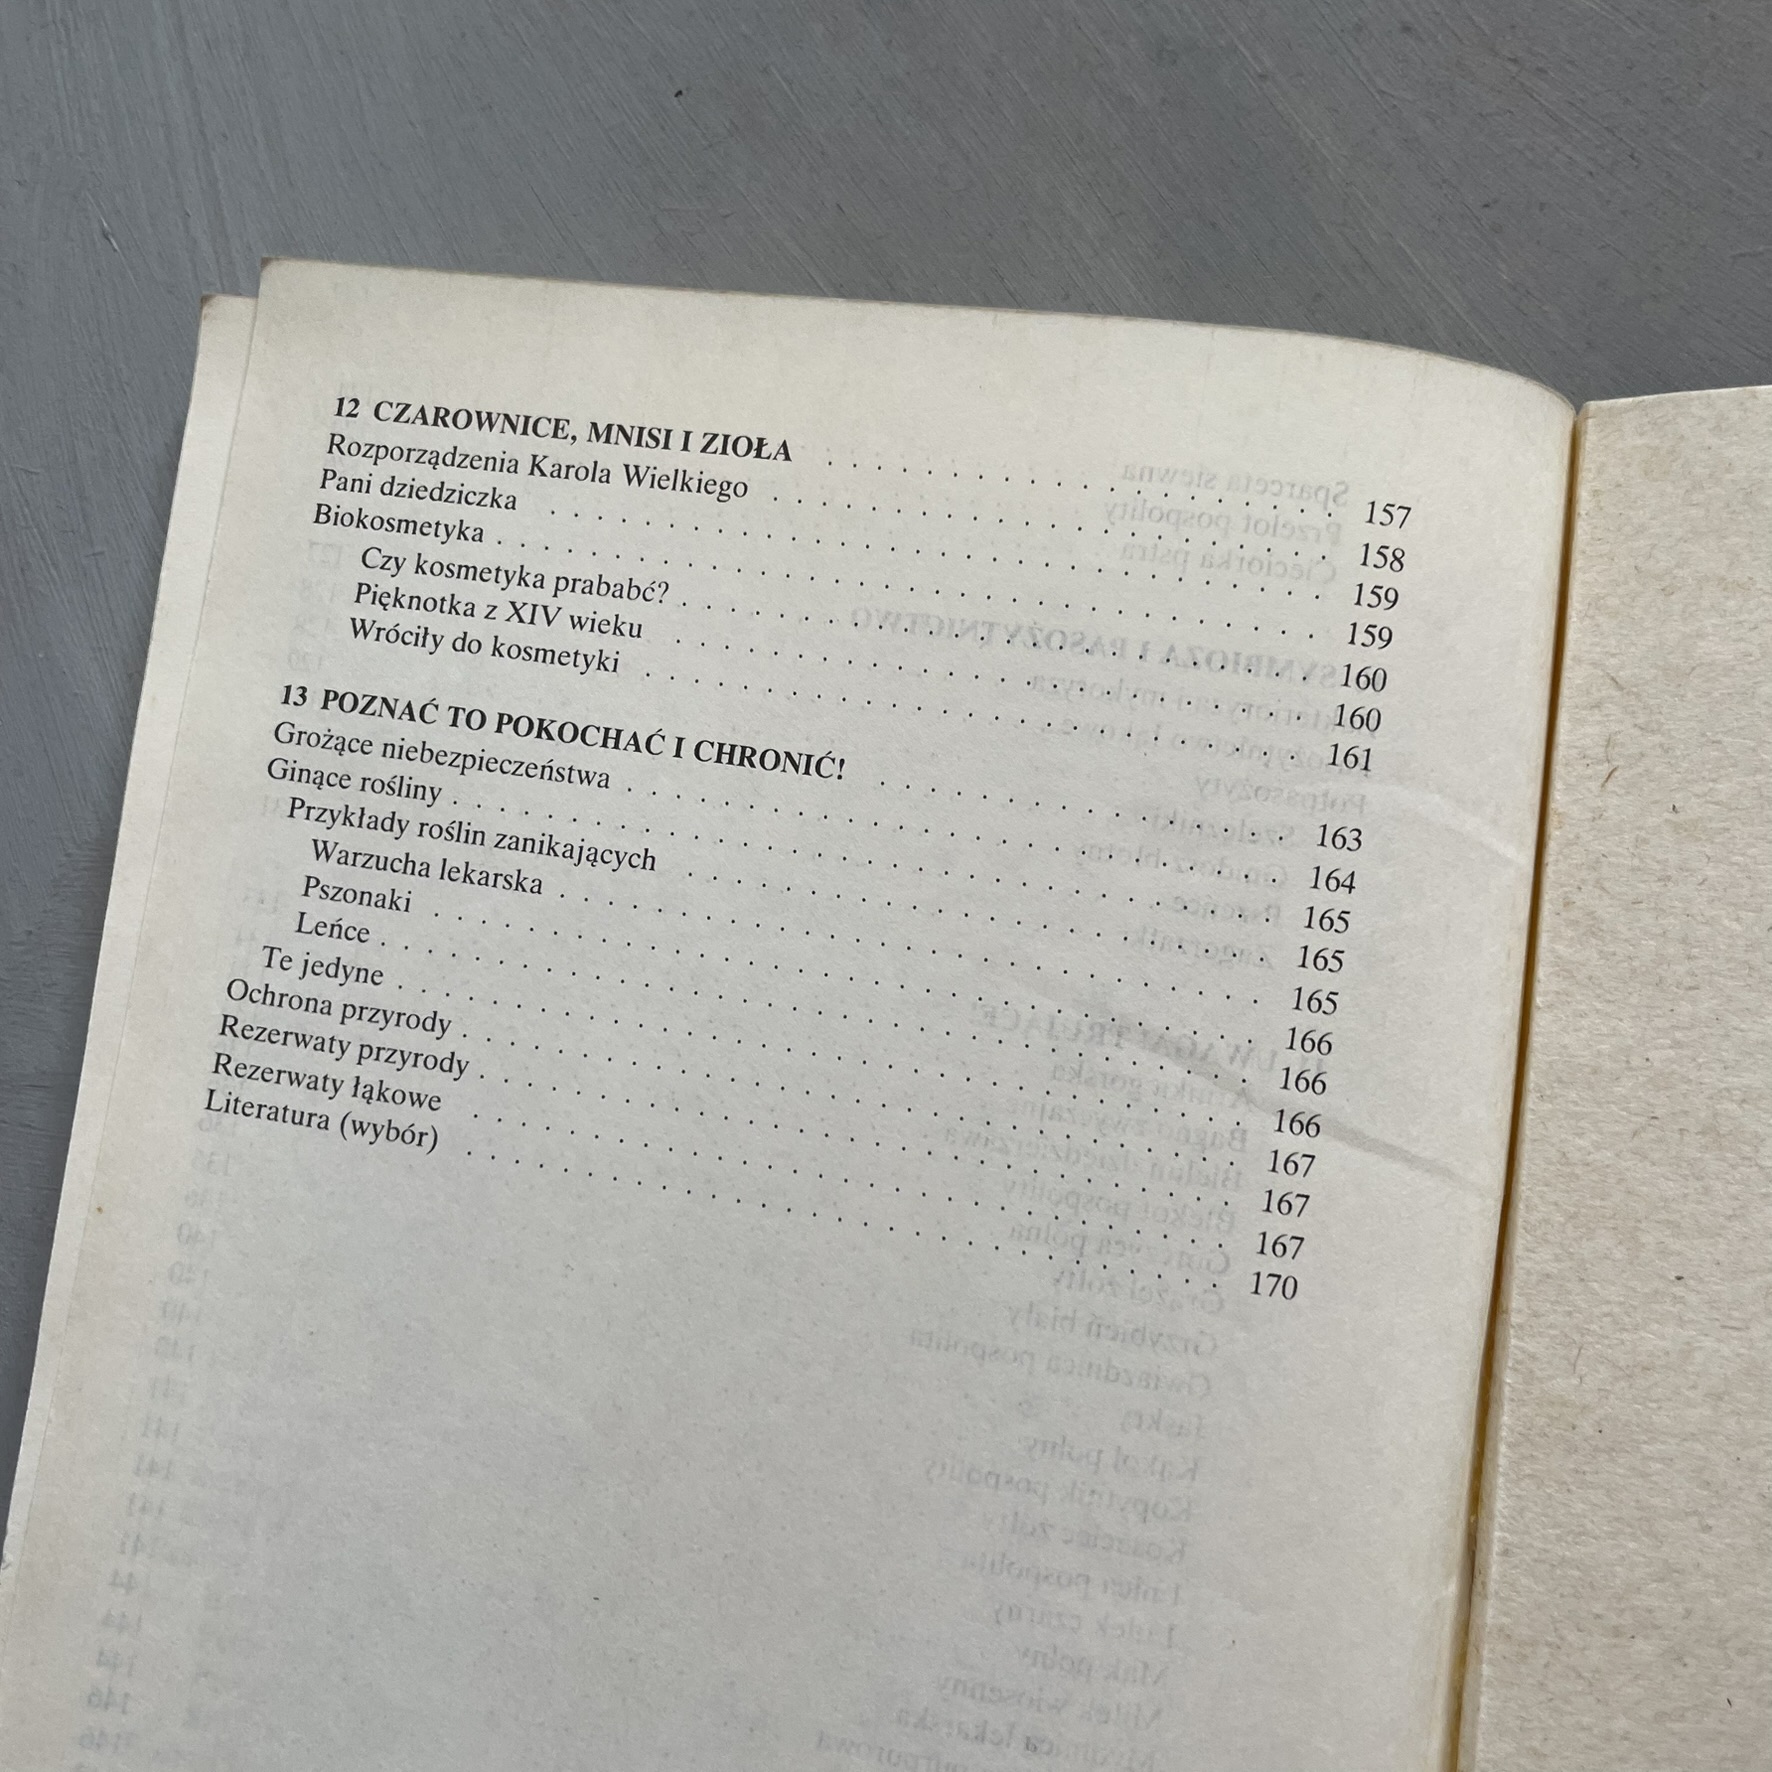 12 CZAROWNICE, MNISI I ZIOŁA . . . . . . . . . . . . . . . . . . . . . . . . 157
Rozporządzenia Karola Wielkiego . . . . . . . . . . . . . . . . . . . . . . . . 158
Pani dziedziczka . . . . . . . . . . . . . . . . . . . . . . . . 159
Biokosmetyka . . . . . . . . . . . . . . . . . . . . . . . . 159
Czy kosmetyka prababć? . . . . . . . . . . . . . . . . . . . . . . . . 160
Pięknotka z XIV wieku . . . . . . . . . . . . . . . . . . . . . . . . 160
Wróciły do kosmetyki . . . . . . . . . . . . . . . . . . . . . . . . 161
13 POZNAĆ TO POKOCHAĆ I CHRONIĆ! . . . . . . . . . . . . . . . . . . 163
Grożące niebezpieczeństwa . . . . . . . . . . . . . . . . . . . . . . . . 164
Ginące rośliny . . . . . . . . . . . . . . . . . . . . . . . . 165
Przykłady roślin zanikających . . . . . . . . . . . . . . . . . . . . . . . . 165
Warzucha lekarska . . . . . . . . . . . . . . . . . . . . . . . . 165
Pszonaki . . . . . . . . . . . . . . . . . . . . . . . . 166
Leńce . . . . . . . . . . . . . . . . . . . . . . . . 166
Te jedyne . . . . . . . . . . . . . . . . . . . . . . . . 166
Ochrona przyrody . . . . . . . . . . . . . . . . . . . . . . . . 167
Rezerwaty przyrody . . . . . . . . . . . . . . . . . . . . . . . . 167
Rezerwaty łąkowe . . . . . . . . . . . . . . . . . . . . . . . . 167
Literatura (wybór) . . . . . . . . . . . . . . . . . . . . . . . . 170